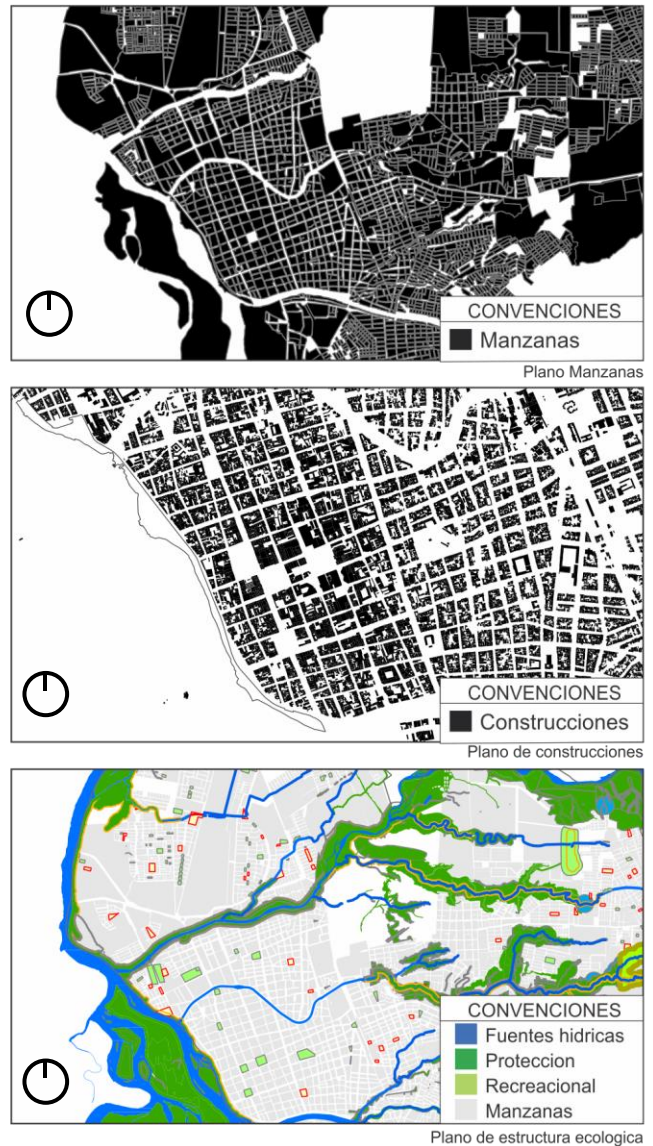 CONVENCIONES
Manzanas
Plano Manzanas
CONVENCIONES
Construcciones
Plano de construcciones
CONVENCIONES
Fuentes hidricas
Proteccion
Recreacional
Manzanas
Plano de estructura ecologica